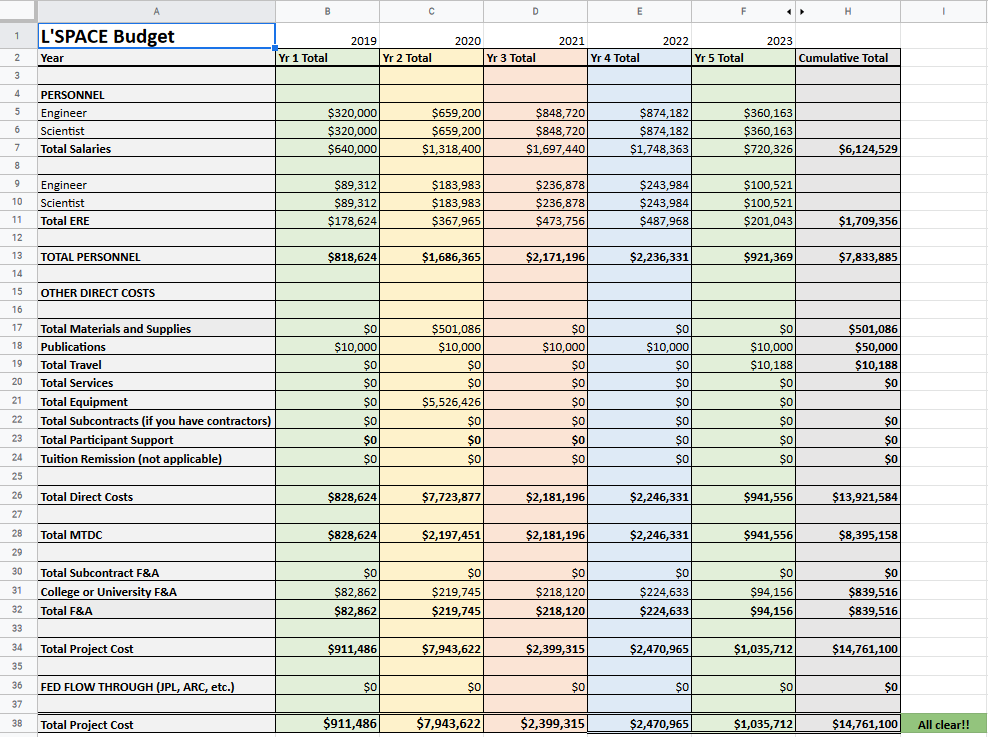 A B C D E F H I
1 L'SPACE Budget 2019 2020 2021 2022 2023
2 Year Yr 1 Total Yr 2 Total Yr 3 Total Yr 4 Total Yr 5 Total Cumulative Total
3
4 PERSONNEL
5 Engineer $320,000 $659,200 $848,720 $874,182 $360,163
6 Scientist $320,000 $659,200 $848,720 $874,182 $360,163
7 Total Salaries $640,000 $1,318,400 $1,697,440 $1,748,363 $720,326 $6,124,529
8
9 Engineer $89,312 $183,983 $236,878 $243,984 $100,521
10 Scientist $89,312 $183,983 $236,878 $243,984 $100,521
11 Total ERE $178,624 $367,965 $473,756 $487,968 $201,043 $1,709,356
12
13 TOTAL PERSONNEL $818,624 $1,686,365 $2,171,196 $2,236,331 $921,369 $7,833,885
14
15 OTHER DIRECT COSTS
16
17 Total Materials and Supplies $0 $501,086 $0 $0 $0 $501,086
18 Publications $10,000 $10,000 $10,000 $10,000 $10,000 $50,000
19 Total Travel $0 $0 $0 $0 $10,188 $10,188
20 Total Services $0 $0 $0 $0 $0 $0
21 Total Equipment $0 $5,526,426 $0 $0 $0
22 Total Subcontracts (if you have contractors) $0 $0 $0 $0 $0 $0
23 Total Participant Support $0 $0 $0 $0 $0 $0
24 Tuition Remission (not applicable) $0 $0 $0 $0 $0 $0
25
26 Total Direct Costs $828,624 $7,723,877 $2,181,196 $2,246,331 $941,556 $13,921,584
27
28 Total MTDC $828,624 $2,197,451 $2,181,196 $2,246,331 $941,556 $8,395,158
29
30 Total Subcontract F&A $0 $0 $0 $0 $0 $0
31 College or University F&A $82,862 $219,745 $218,120 $224,633 $94,156 $839,516
32 Total F&A $82,862 $219,745 $218,120 $224,633 $94,156 $839,516
33
34 Total Project Cost $911,486 $7,943,622 $2,399,315 $2,470,965 $1,035,712 $14,761,100
35
36 FED FLOW THROUGH (JPL, ARC, etc.) $0 $0 $0 $0 $0 $0
37
38 Total Project Cost $911,486 $7,943,622 $2,399,315 $2,470,965 $1,035,712 $14,761,100 All clear!!